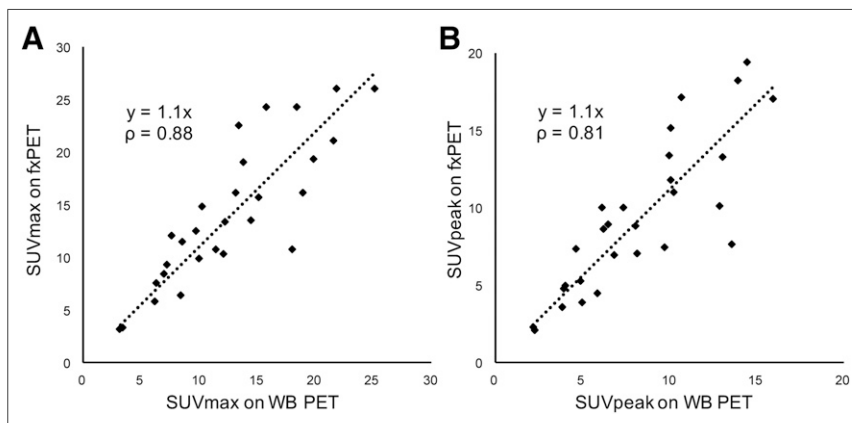 A
30
25
20
15
10
5
0
y = 1.1x
ρ = 0.88
SUVmax on fxPET
0 5 10 15 20 25 30
SUVmax on WB PET
B
20
15
10
5
0
y = 1.1x
ρ = 0.81
SUVpeak on fxPET
0 5 10 15 20
SUVpeak on WB PET